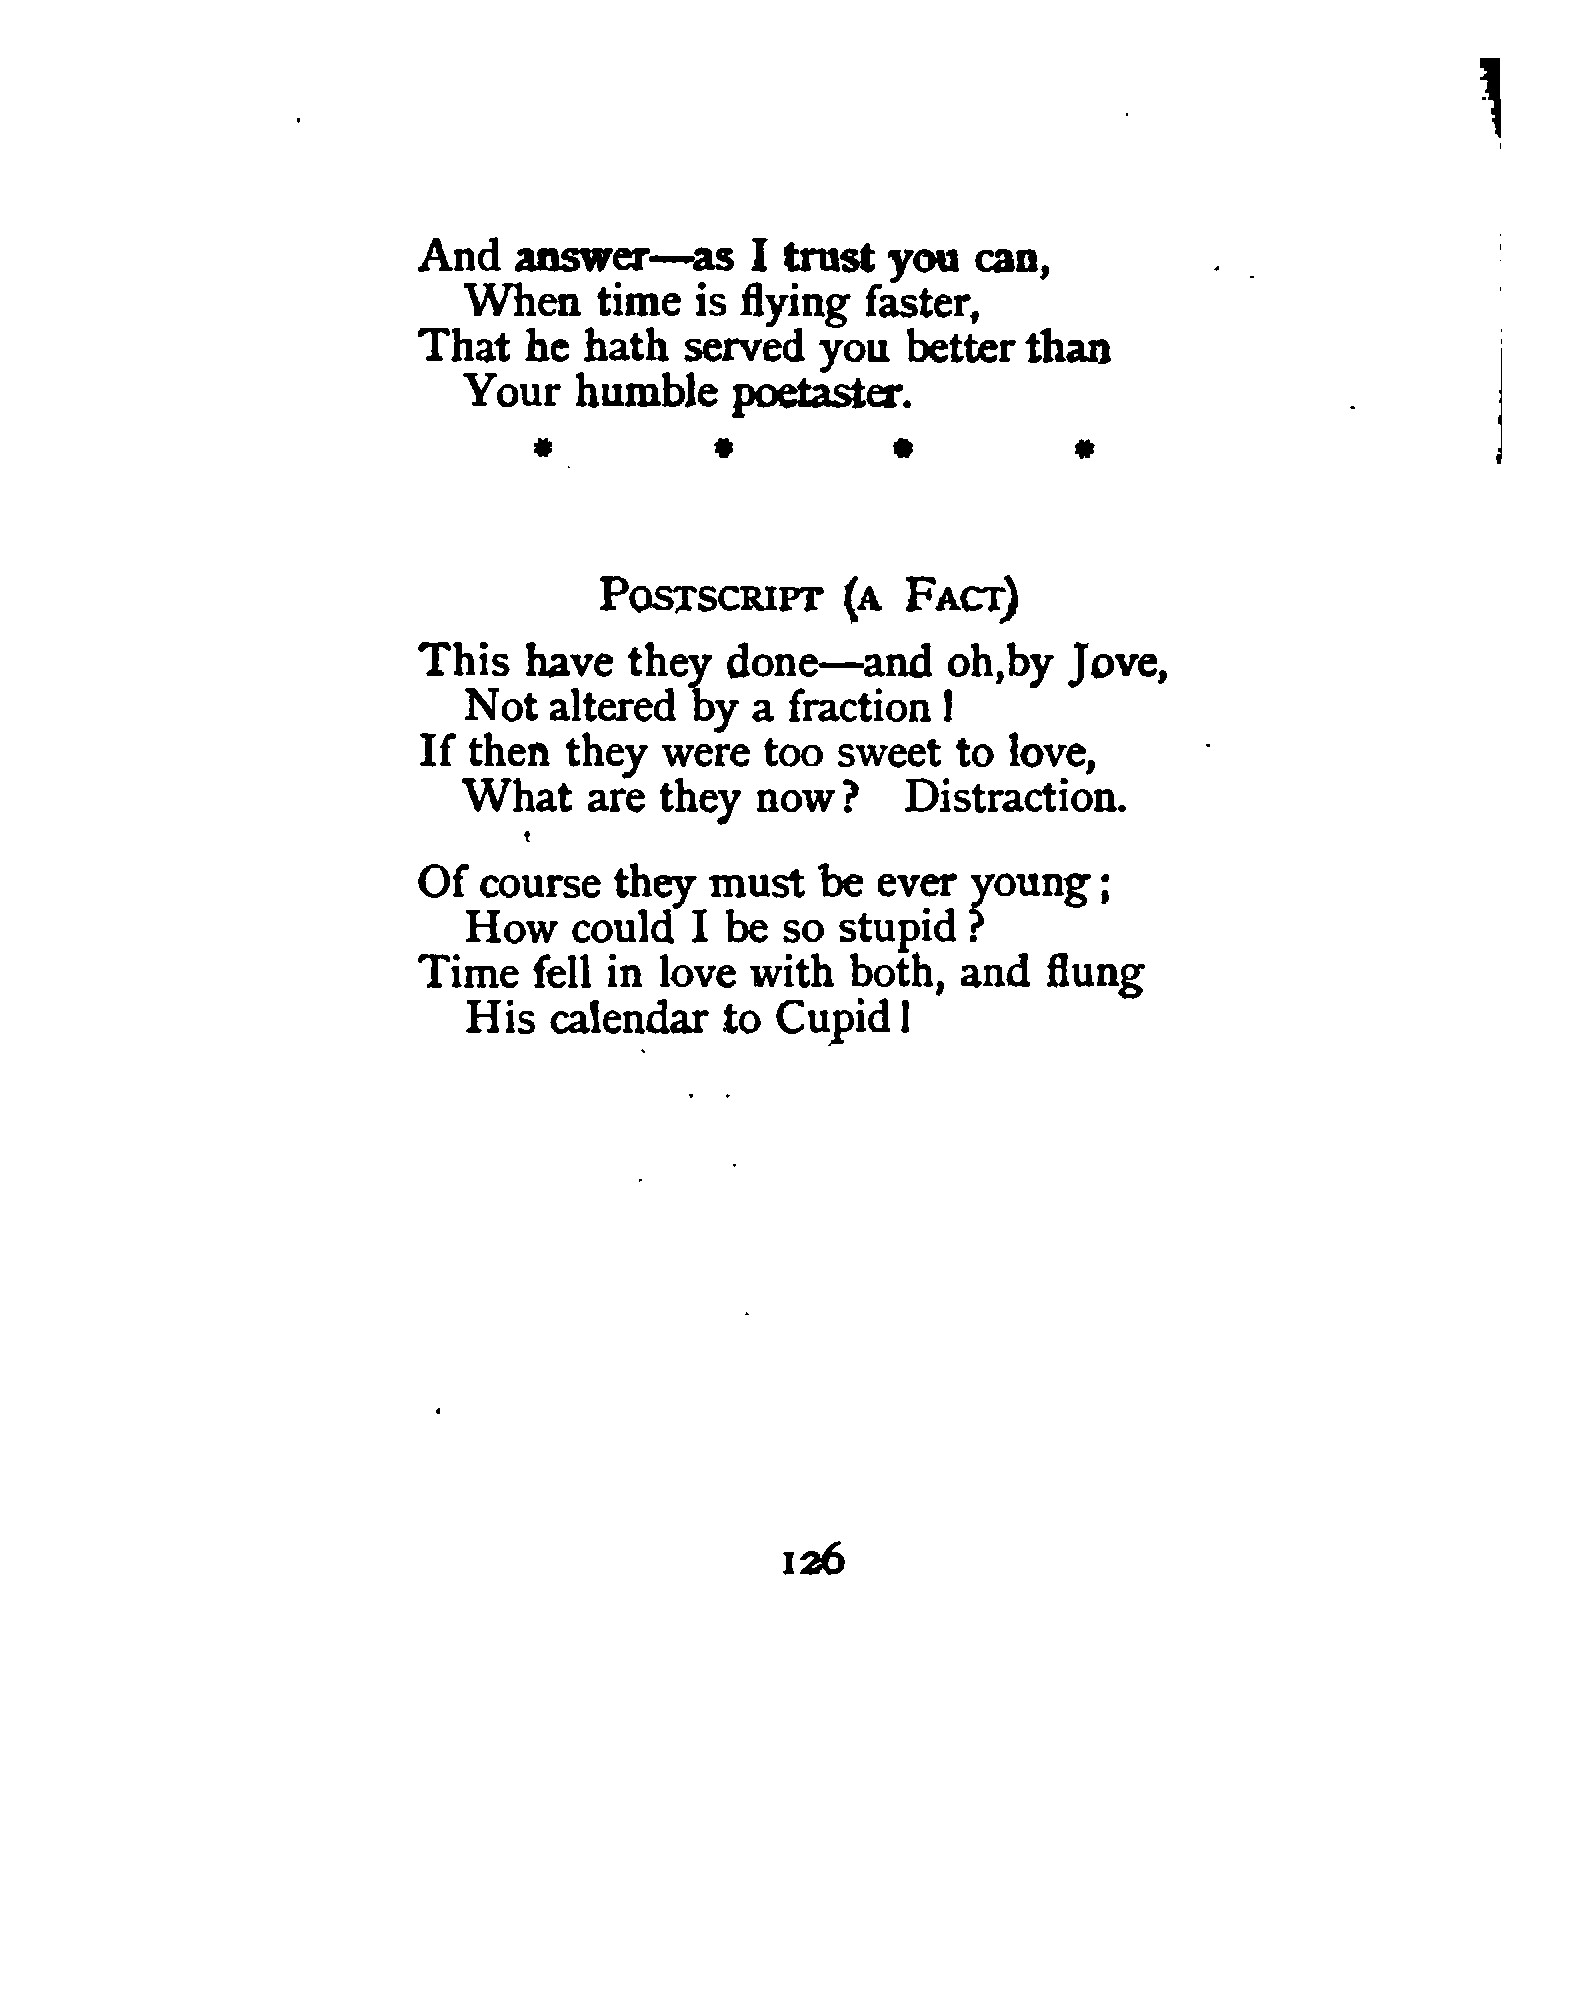 And answer—as I trust you can,
When time is flying faster,
That he hath served you better than
Your humble poetaster.
* * * *
Postscript (a Fact)
This have they done—and oh,by Jove,
Not altered by a fraction!
If then they were too sweet to love,
What are they now? Distraction.
Of course they must be ever young;
How could I be so stupid?
Time fell in love with both, and flung
His calendar to Cupid!
126